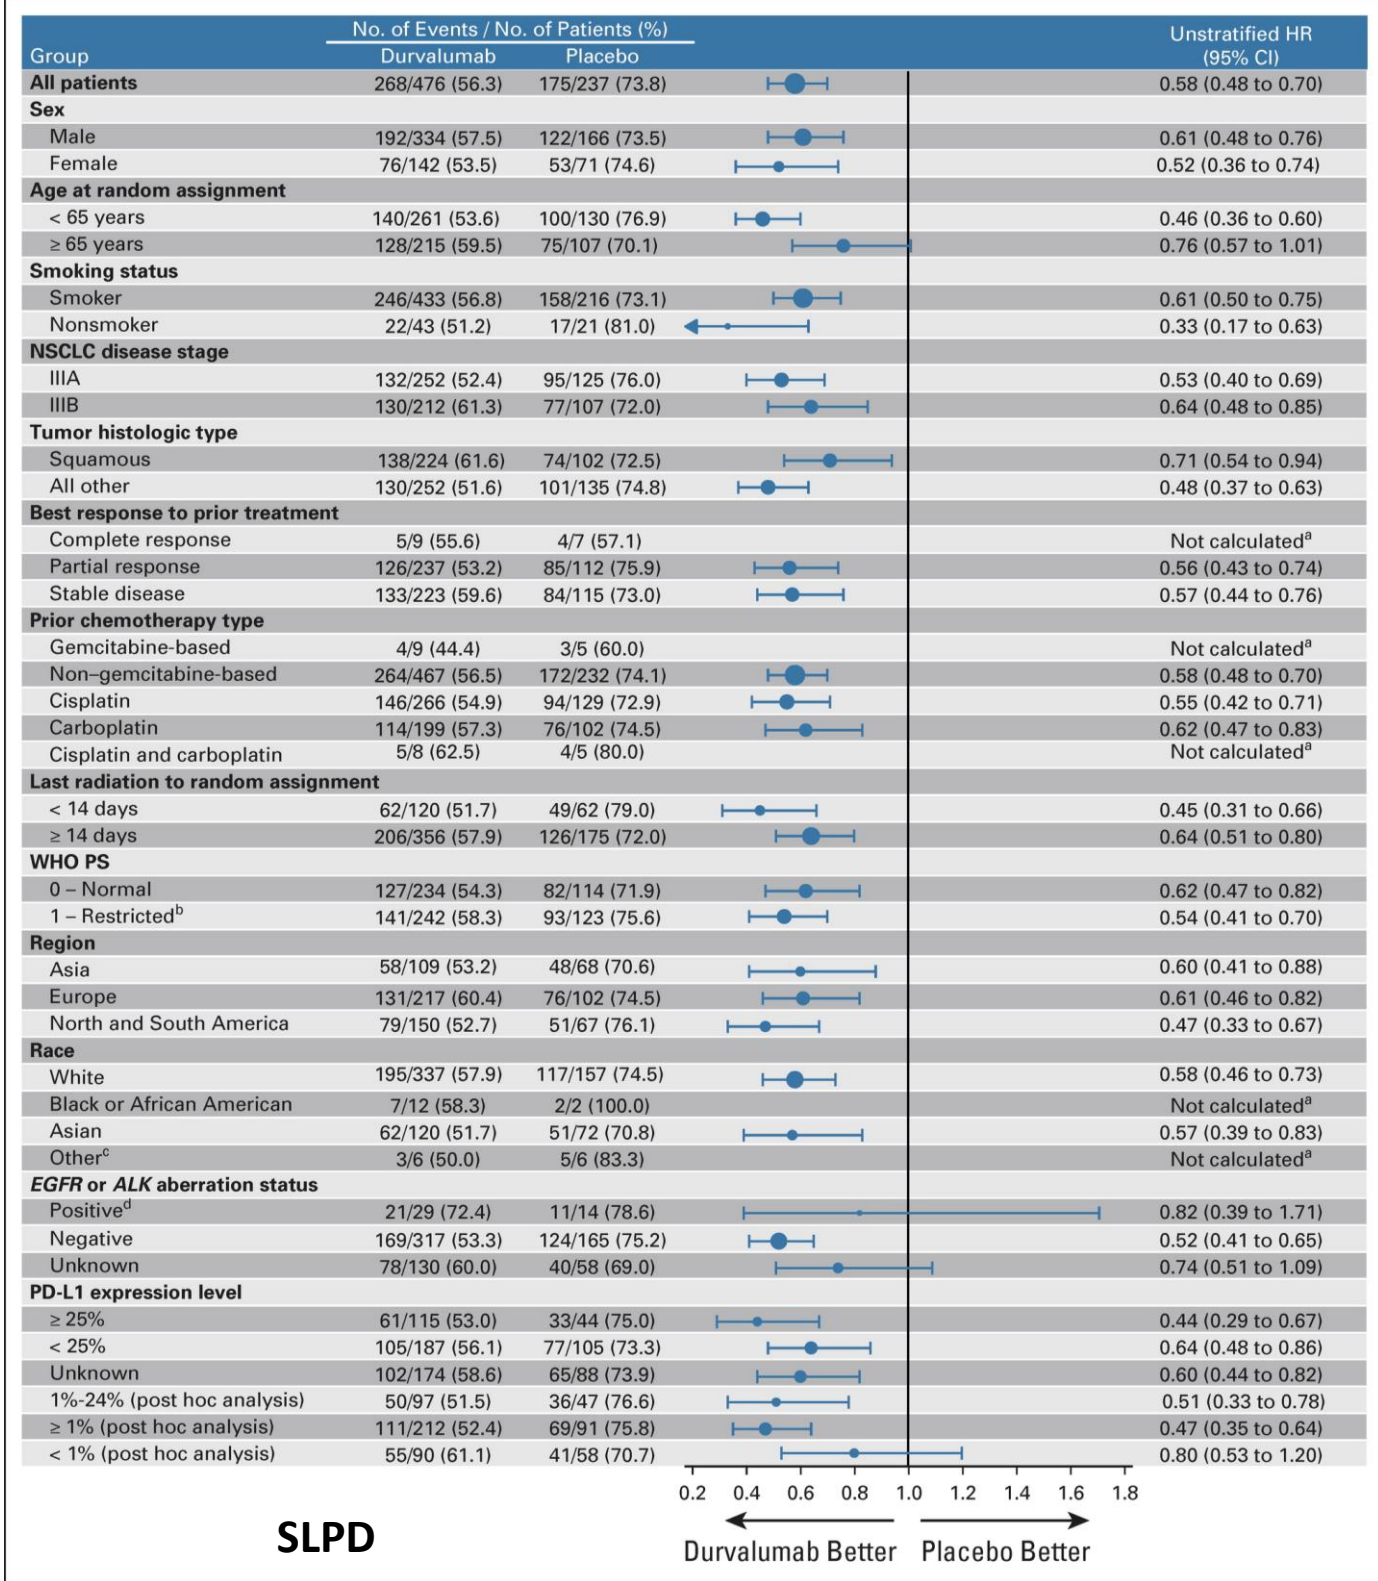 No. of Events / No. of Patients (%)
Unstratified HR
Group Durvalumab Placebo (95% CI)
All patients 268/476 (56.3) 175/237 (73.8) 0.58 (0.48 to 0.70)
Sex
Male 192/334 (57.5) 122/166 (73.5) 0.61 (0.48 to 0.76)
Female 76/142 (53.5) 53/71 (74.6) 0.52 (0.36 to 0.74)
Age at random assignment
< 65 years 140/261 (53.6) 100/130 (76.9) 0.46 (0.36 to 0.60)
≥ 65 years 128/215 (59.5) 75/107 (70.1) 0.76 (0.57 to 1.01)
Smoking status
Smoker 246/433 (56.8) 158/216 (73.1) 0.61 (0.50 to 0.75)
Nonsmoker 22/43 (51.2) 17/21 (81.0) 0.33 (0.17 to 0.63)
NSCLC disease stage
IIIA 132/252 (52.4) 95/125 (76.0) 0.53 (0.40 to 0.69)
IIIB 130/212 (61.3) 77/107 (72.0) 0.64 (0.48 to 0.85)
Tumor histologic type
Squamous 138/224 (61.6) 74/102 (72.5) 0.71 (0.54 to 0.94)
All other 130/252 (51.6) 101/135 (74.8) 0.48 (0.37 to 0.63)
Best response to prior treatment
Complete response 5/9 (55.6) 4/7 (57.1) Not calculatedᵃ
Partial response 126/237 (53.2) 85/112 (75.9) 0.56 (0.43 to 0.74)
Stable disease 133/223 (59.6) 84/115 (73.0) 0.57 (0.44 to 0.76)
Prior chemotherapy type
Gemcitabine-based 4/9 (44.4) 3/5 (60.0) Not calculatedᵃ
Non–gemcitabine-based 264/467 (56.5) 172/232 (74.1) 0.58 (0.48 to 0.70)
Cisplatin 146/266 (54.9) 94/129 (72.9) 0.55 (0.42 to 0.71)
Carboplatin 114/199 (57.3) 76/102 (74.5) 0.62 (0.47 to 0.83)
Cisplatin and carboplatin 5/8 (62.5) 4/5 (80.0) Not calculatedᵃ
Last radiation to random assignment
< 14 days 62/120 (51.7) 49/62 (79.0) 0.45 (0.31 to 0.66)
≥ 14 days 206/356 (57.9) 126/175 (72.0) 0.64 (0.51 to 0.80)
WHO PS
0 – Normal 127/234 (54.3) 82/114 (71.9) 0.62 (0.47 to 0.82)
1 – Restrictedᵇ 141/242 (58.3) 93/123 (75.6) 0.54 (0.41 to 0.70)
Region
Asia 58/109 (53.2) 48/68 (70.6) 0.60 (0.41 to 0.88)
Europe 131/217 (60.4) 76/102 (74.5) 0.61 (0.46 to 0.82)
North and South America 79/150 (52.7) 51/67 (76.1) 0.47 (0.33 to 0.67)
Race
White 195/337 (57.9) 117/157 (74.5) 0.58 (0.46 to 0.73)
Black or African American 7/12 (58.3) 2/2 (100.0) Not calculatedᵃ
Asian 62/120 (51.7) 51/72 (70.8) 0.57 (0.39 to 0.83)
Otherᶜ 3/6 (50.0) 5/6 (83.3) Not calculatedᵃ
EGFR or ALK aberration status
Positiveᵈ 21/29 (72.4) 11/14 (78.6) 0.82 (0.39 to 1.71)
Negative 169/317 (53.3) 124/165 (75.2) 0.52 (0.41 to 0.65)
Unknown 78/130 (60.0) 40/58 (69.0) 0.74 (0.51 to 1.09)
PD-L1 expression level
≥ 25% 61/115 (53.0) 33/44 (75.0) 0.44 (0.29 to 0.67)
< 25% 105/187 (56.1) 77/105 (73.3) 0.64 (0.48 to 0.86)
Unknown 102/174 (58.6) 65/88 (73.9) 0.60 (0.44 to 0.82)
1%-24% (post hoc analysis) 50/97 (51.5) 36/47 (76.6) 0.51 (0.33 to 0.78)
≥ 1% (post hoc analysis) 111/212 (52.4) 69/91 (75.8) 0.47 (0.35 to 0.64)
< 1% (post hoc analysis) 55/90 (61.1) 41/58 (70.7) 0.80 (0.53 to 1.20)
0.2 0.4 0.6 0.8 1.0 1.2 1.4 1.6 1.8
SLPD
Durvalumab Better Placebo Better